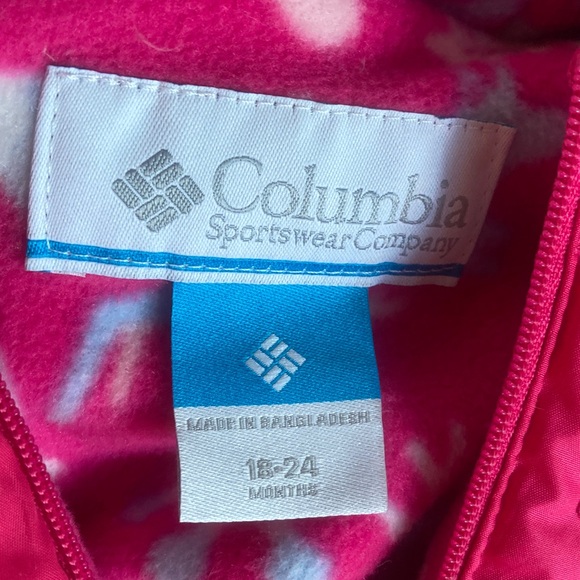 Columbia
Sportswear Company
MADE IN BANGLADESH
18-24
MONTHS